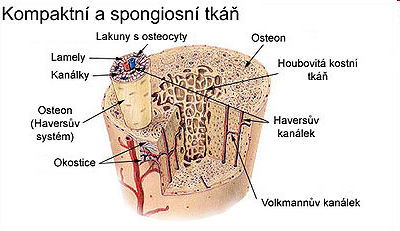 Kompaktní a spongiosní tkáň
Lakuny s osteocyty
Lamely
Kanálky
Osteon
(Haversův
systém)
Okostice
Osteon
Houbovitá kostní
tkáň
Haversův
kanálek
Volkmannův kanálek